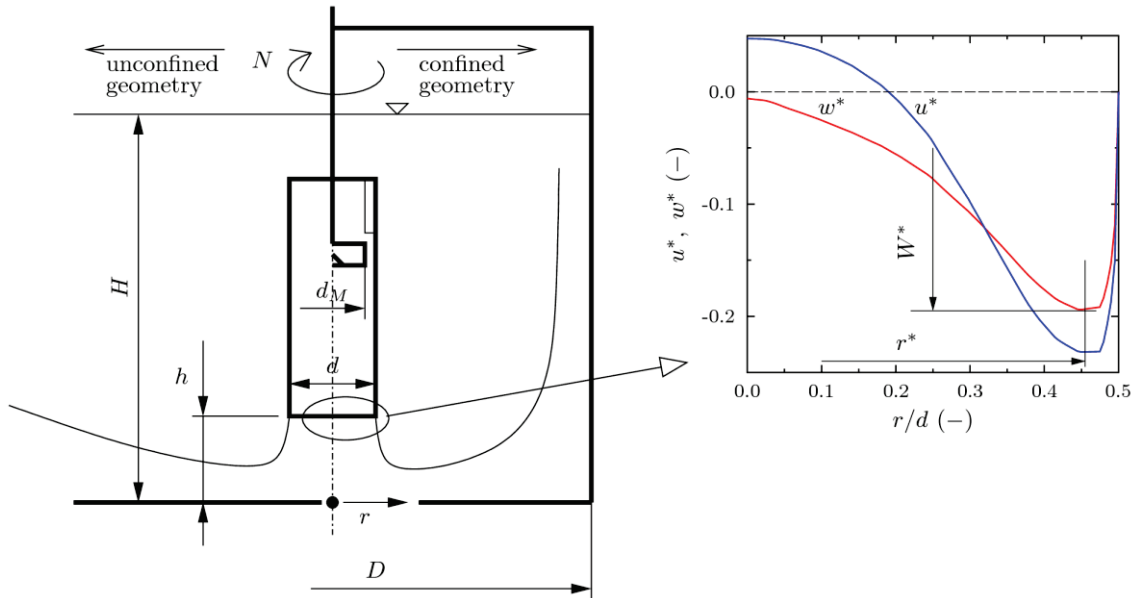 unconfined
geometry
N
confined
geometry
H
d_M
d
h
r
D
0.0
-0.1
-0.2
u*, w* (−)
w*
u*
W*
r*
0.0 0.1 0.2 0.3 0.4 0.5
r/d (−)